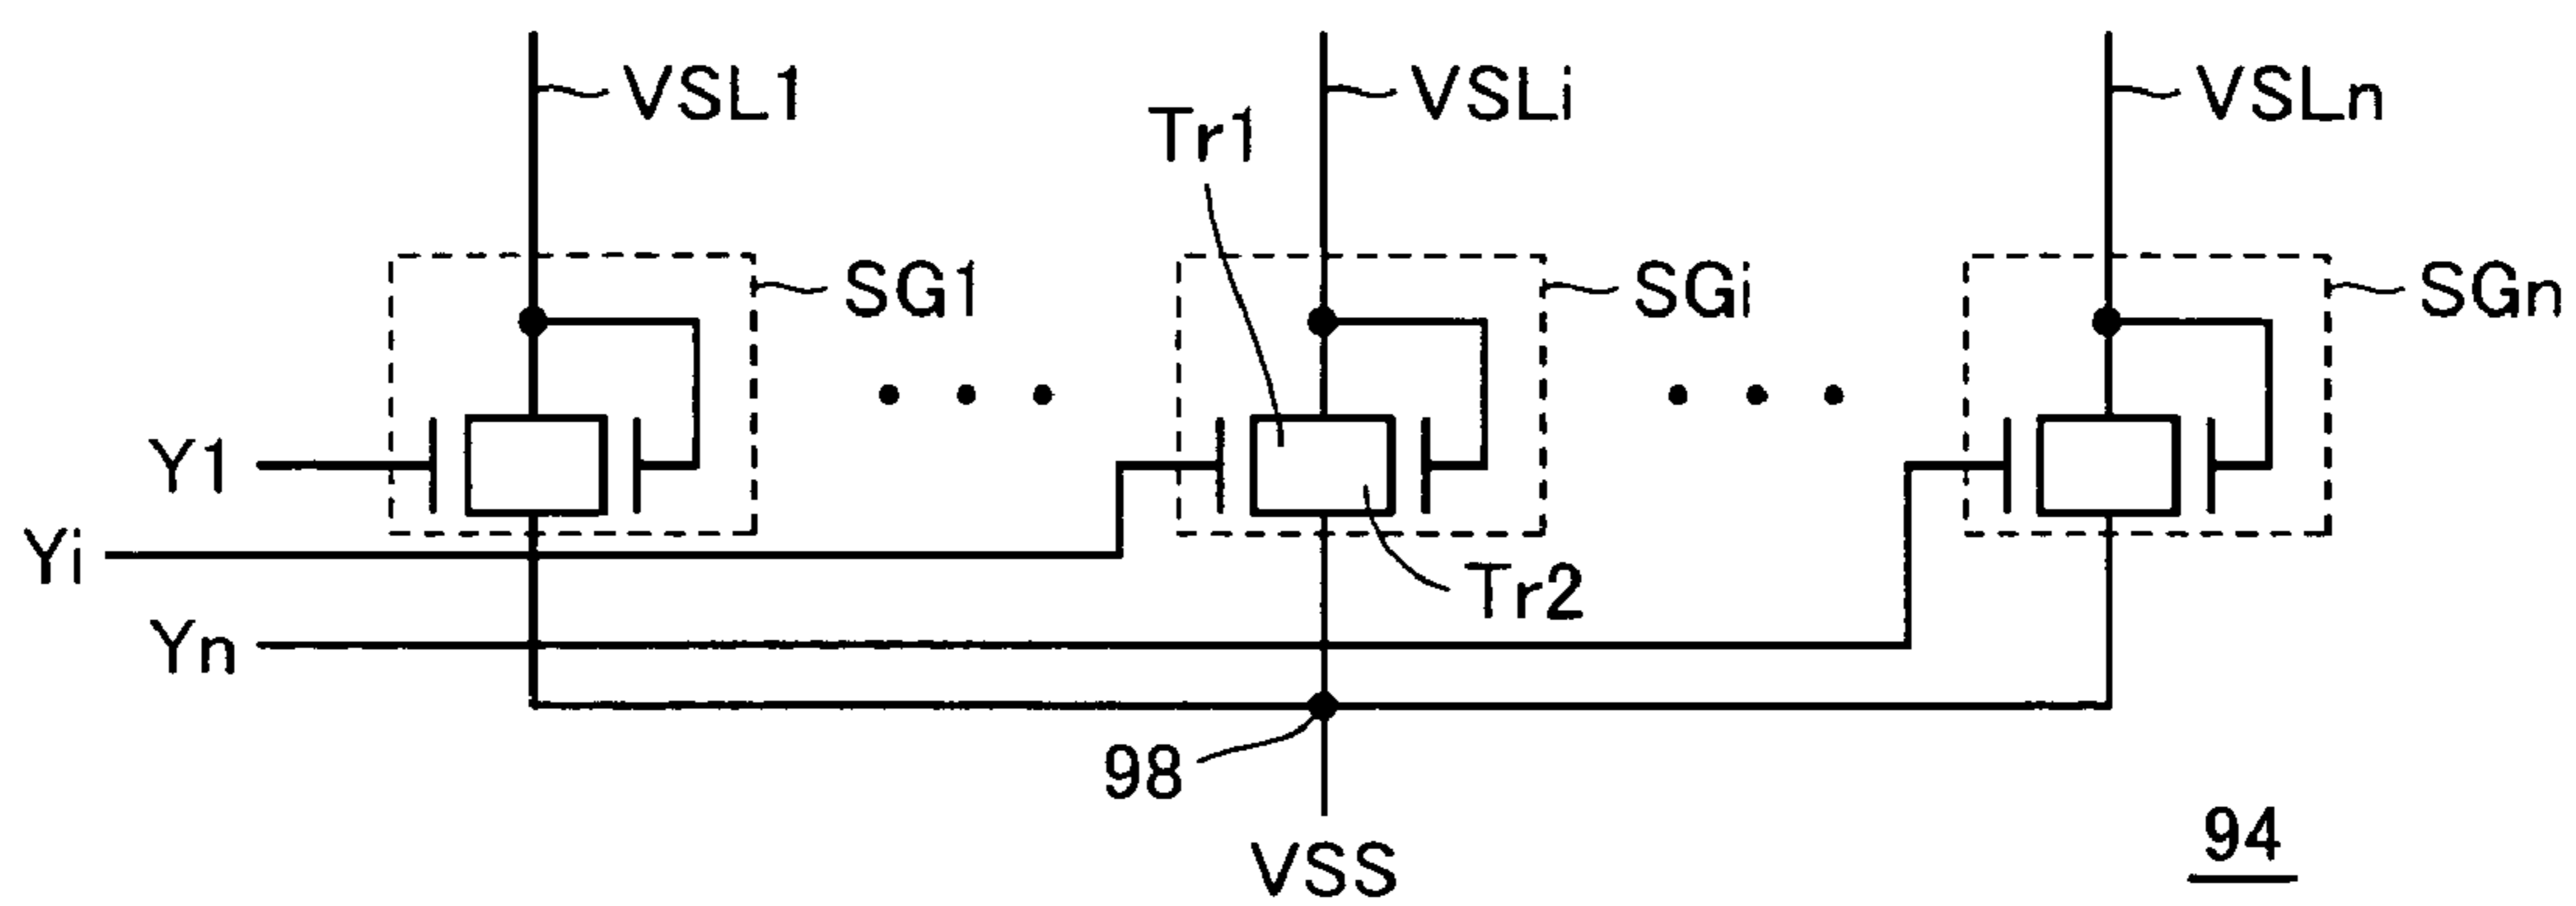 VSL1
VSLi
VSLn
Tr1
SG1
SGi
SGn
Y1
Yi
Tr2
Yn
98
VSS
94